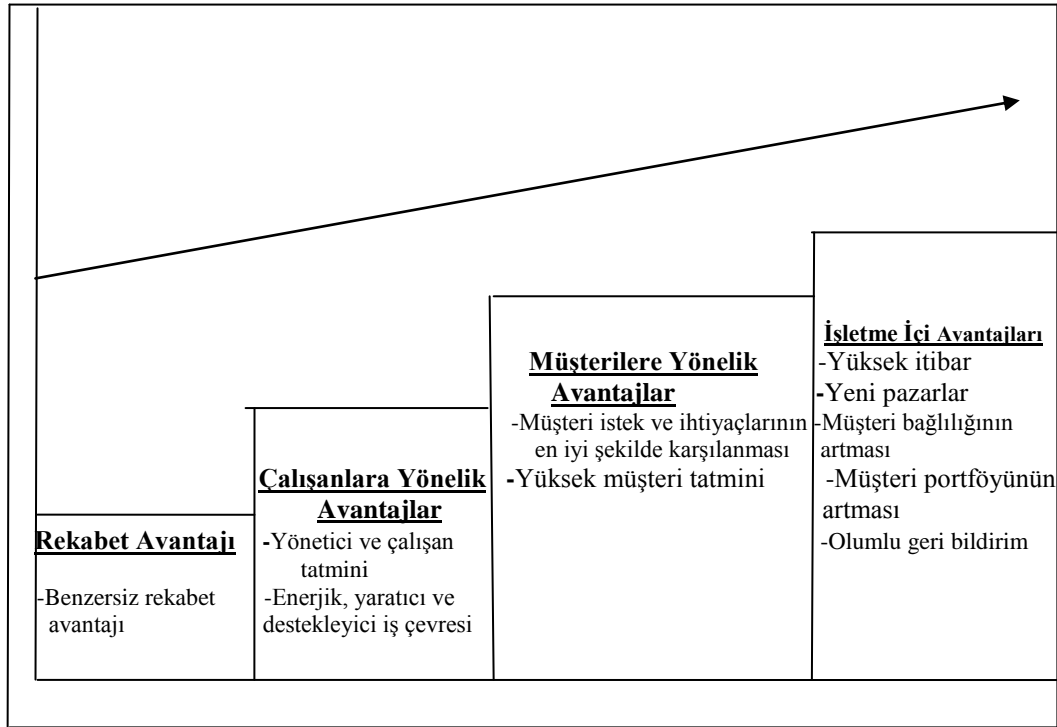 Rekabet Avantajı
-Benzersiz rekabet
avantajı
Çalışanlara Yönelik
Avantajlar
-Yönetici ve çalışan
tatmini
-Enerjik, yaratıcı ve
destekleyici iş çevresi
Müşterilere Yönelik
Avantajlar
-Müşteri istek ve ihtiyaçlarının
en iyi şekilde karşılanması
-Yüksek müşteri tatmini
İşletme İçi Avantajları
-Yüksek itibar
-Yeni pazarlar
-Müşteri bağlılığının
artması
-Müşteri portföyünün
artması
-Olumlu geri bildirim